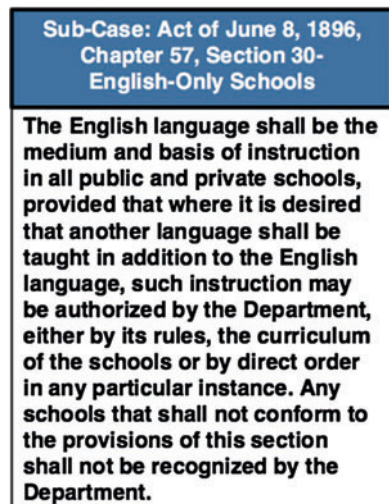 Sub-Case: Act of June 8, 1896,
Chapter 57, Section 30-
English-Only Schools
The English language shall be the
medium and basis of instruction
in all public and private schools,
provided that where it is desired
that another language shall be
taught in addition to the English
language, such instruction may
be authorized by the Department,
either by its rules, the curriculum
of the schools or by direct order
in any particular instance. Any
schools that shall not conform to
the provisions of this section
shall not be recognized by the
Department.